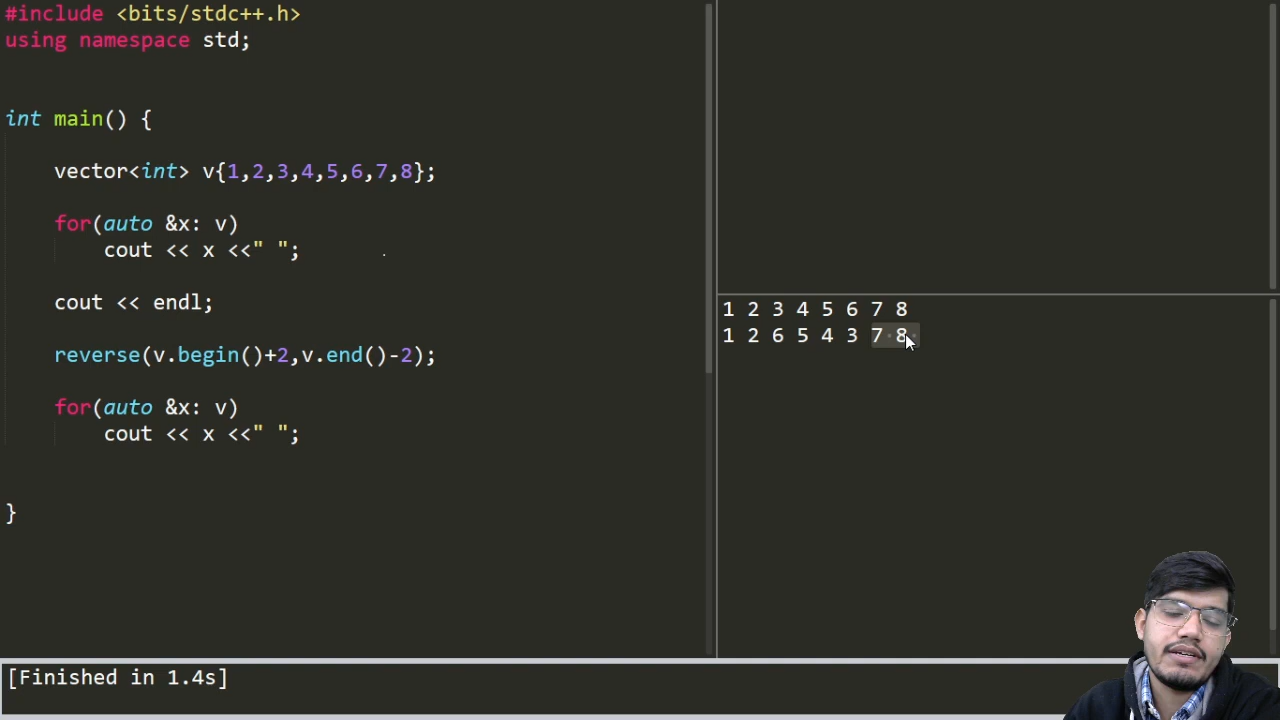 #include <bits/stdc++.h>
using namespace std;
int main() {
vector<int> v{1,2,3,4,5,6,7,8};
for(auto &x: v)
cout << x <<" ";
cout << endl;
reverse(v.begin()+2,v.end()-2);
for(auto &x: v)
cout << x <<" ";
}
1 2 3 4 5 6 7 8
1 2 6 5 4 3 7 8
[Finished in 1.4s]